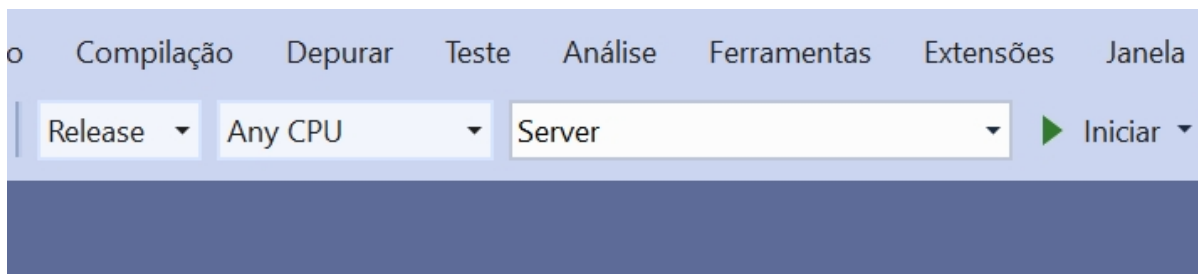 o Compilação Depurar Teste Análise Ferramentas Extensões Janela
Release Any CPU Server Iniciar